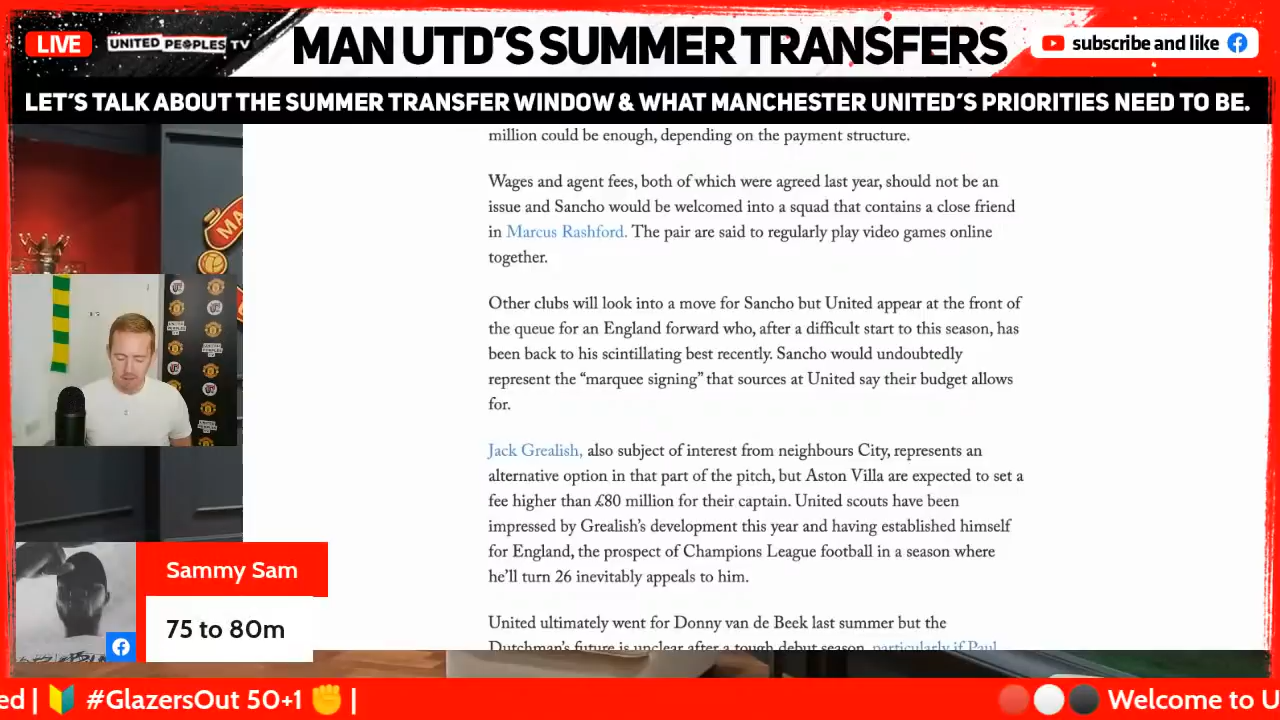 LIVE
UNITED PEOPLES TV
MAN UTD'S SUMMER TRANSFERS
subscribe and like
LET'S TALK ABOUT THE SUMMER TRANSFER WINDOW & WHAT MANCHESTER UNITED'S PRIORITIES NEED TO BE.
million could be enough, depending on the payment structure.
Wages and agent fees, both of which were agreed last year, should not be an
issue and Sancho would be welcomed into a squad that contains a close friend
in Marcus Rashford. The pair are said to regularly play video games online
together.
Other clubs will look into a move for Sancho but United appear at the front of
the queue for an England forward who, after a difficult start to this season, has
been back to his scintillating best recently. Sancho would undoubtedly
represent the “marquee signing” that sources at United say their budget allows
for.
Jack Grealish, also subject of interest from neighbours City, represents an
alternative option in that part of the pitch, but Aston Villa are expected to set a
fee higher than £80 million for their captain. United scouts have been
impressed by Grealish’s development this year and having established himself
for England, the prospect of Champions League football in a season where
he’ll turn 26 inevitably appeals to him.
United ultimately went for Donny van de Beek last summer but the
Dutchman’s future is unclear after a tough debut season, particularly if Paul
Sammy Sam
75 to 80m
ed | 🔰 #GlazersOut 50+1 ✊ |
🔴⚪⚫ Welcome to U